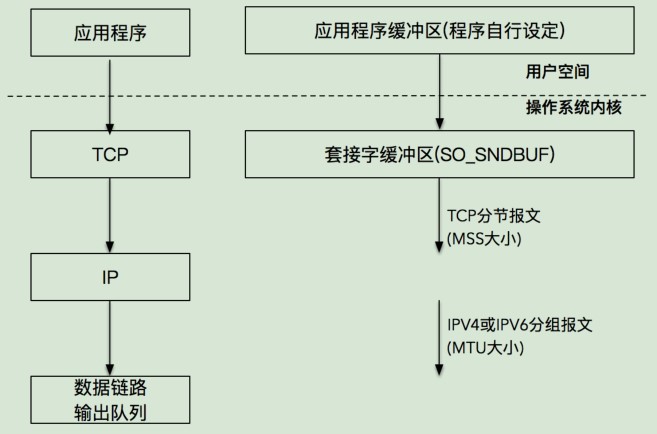 应用程序
应用程序缓冲区(程序自行设定)
用户空间
操作系统内核
TCP
套接字缓冲区(SO_SNDBUF)
TCP分节报文
(MSS大小)
IP
IPV4或IPV6分组报文
(MTU大小)
数据链路
输出队列